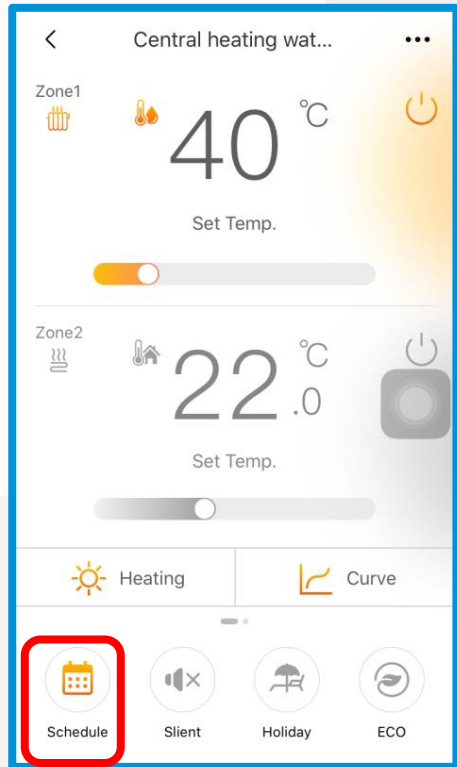 Central heating wat...
Zone1
40 °C
Set Temp.
Zone2
22.0 °C
Set Temp.
Heating
Curve
Schedule
Slient
Holiday
ECO